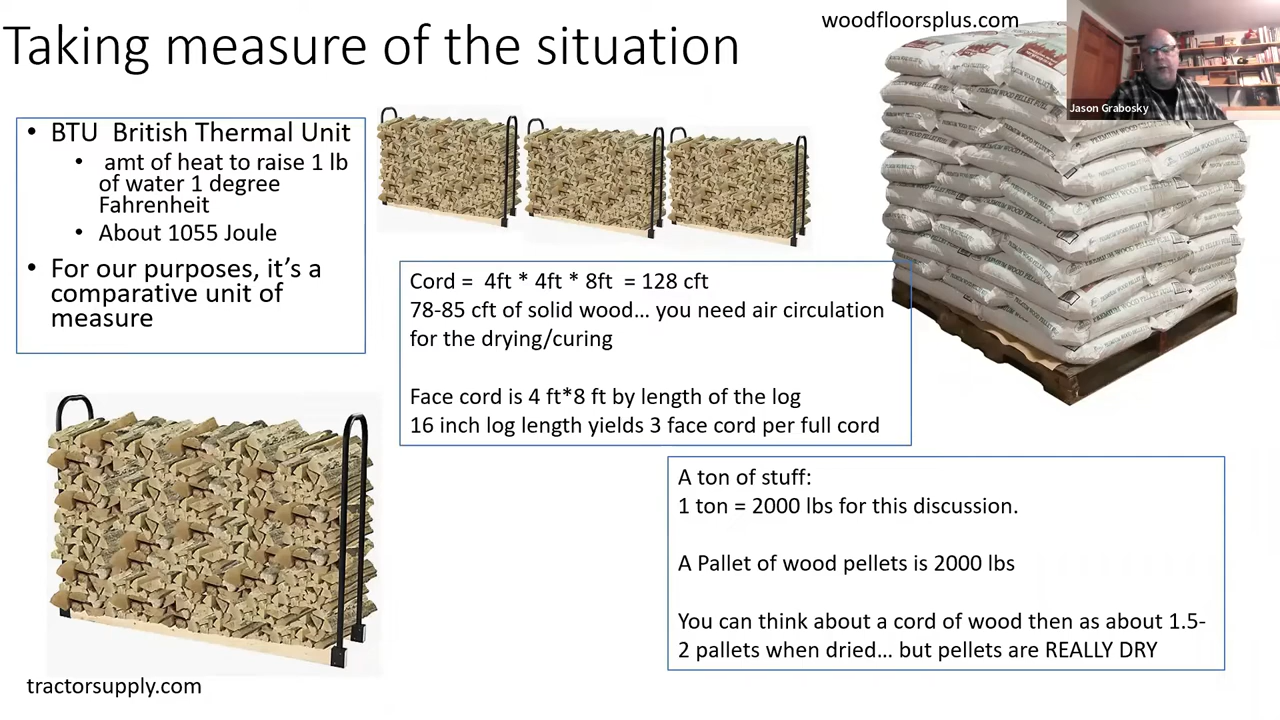 Taking measure of the situation
woodfloorsplus.com
Jason Grabosky
• BTU British Thermal Unit
• amt of heat to raise 1 lb
of water 1 degree
Fahrenheit
• About 1055 Joule
• For our purposes, it's a
comparative unit of
measure
Cord = 4ft * 4ft * 8ft = 128 cft
78-85 cft of solid wood... you need air circulation
for the drying/curing
Face cord is 4 ft*8 ft by length of the log
16 inch log length yields 3 face cord per full cord
A ton of stuff:
1 ton = 2000 lbs for this discussion.
A Pallet of wood pellets is 2000 lbs
You can think about a cord of wood then as about 1.5-
2 pallets when dried... but pellets are REALLY DRY
tractorsupply.com
PREMIUM WOOD PELLET FUEL